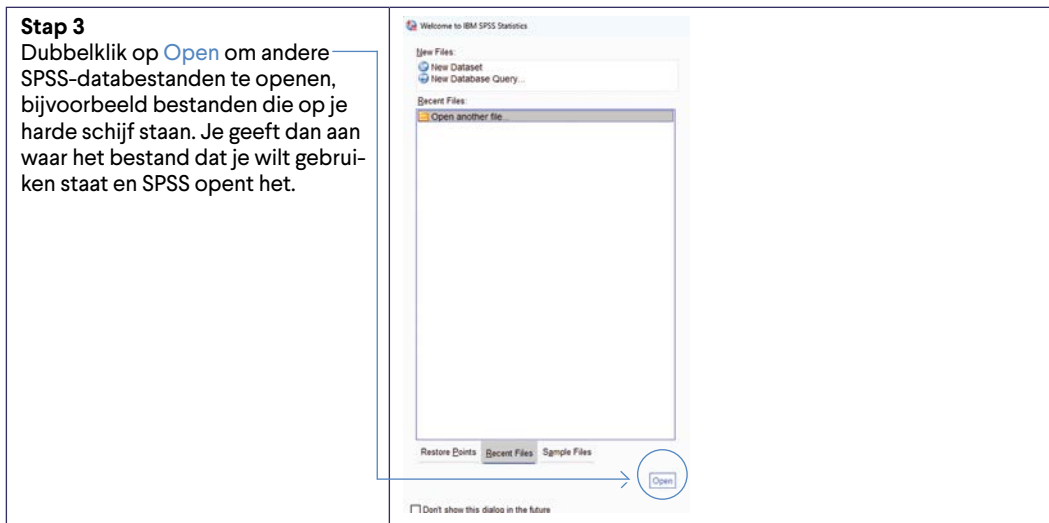 Stap 3
Dubbelklik op Open om andere
SPSS-databestanden te openen,
bijvoorbeeld bestanden die op je
harde schijf staan. Je geeft dan aan
waar het bestand dat je wilt gebrui-
ken staat en SPSS opent het.
Welcome to IBM SPSS Statistics
New Files:
New Dataset
New Database Query...
Recent Files:
Open another file...
Restore Points Recent Files Sample Files
Open
Don't show this dialog in the future